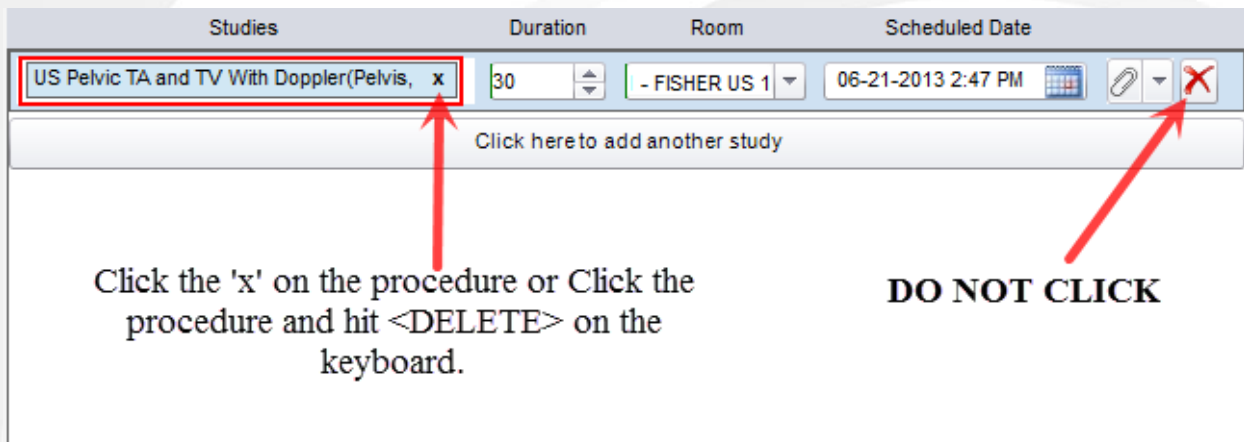 Studies Duration Room Scheduled Date
US Pelvic TA and TV With Doppler(Pelvis, x 30 - FISHER US 1 06-21-2013 2:47 PM
Click here to add another study
Click the 'x' on the procedure or Click the
procedure and hit <DELETE> on the
keyboard.
DO NOT CLICK